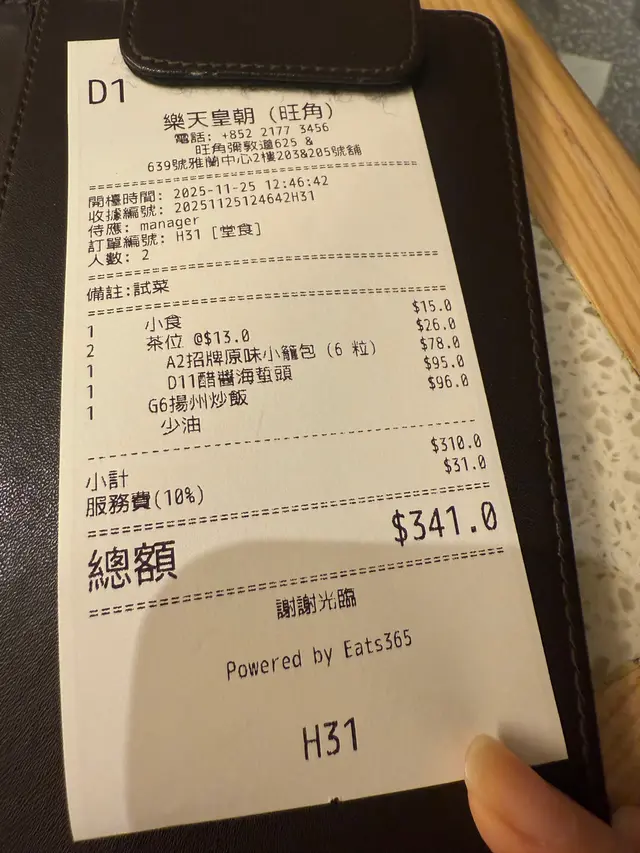 D1
樂天皇朝 (旺角)
電話: +852 2177 3456
旺角彌敦道625 &
639號雅蘭中心2樓203&205號舖
開檯時間: 2025-11-25 12:46:42
收據編號: 20251125124642H31
侍應: manager
訂單編號: H31 [堂食]
人數: 2
備註:試菜
1 小食 $15.0
2 茶位 @$13.0 $26.0
1 A2招牌原味小籠包 (6 粒) $78.0
1 D11醋醬海蜇頭 $95.0
1 G6揚州炒飯 $96.0
少油
小計 $310.0
服務費(10%) $31.0
總額 $341.0
謝謝光臨
Powered by Eats365
H31